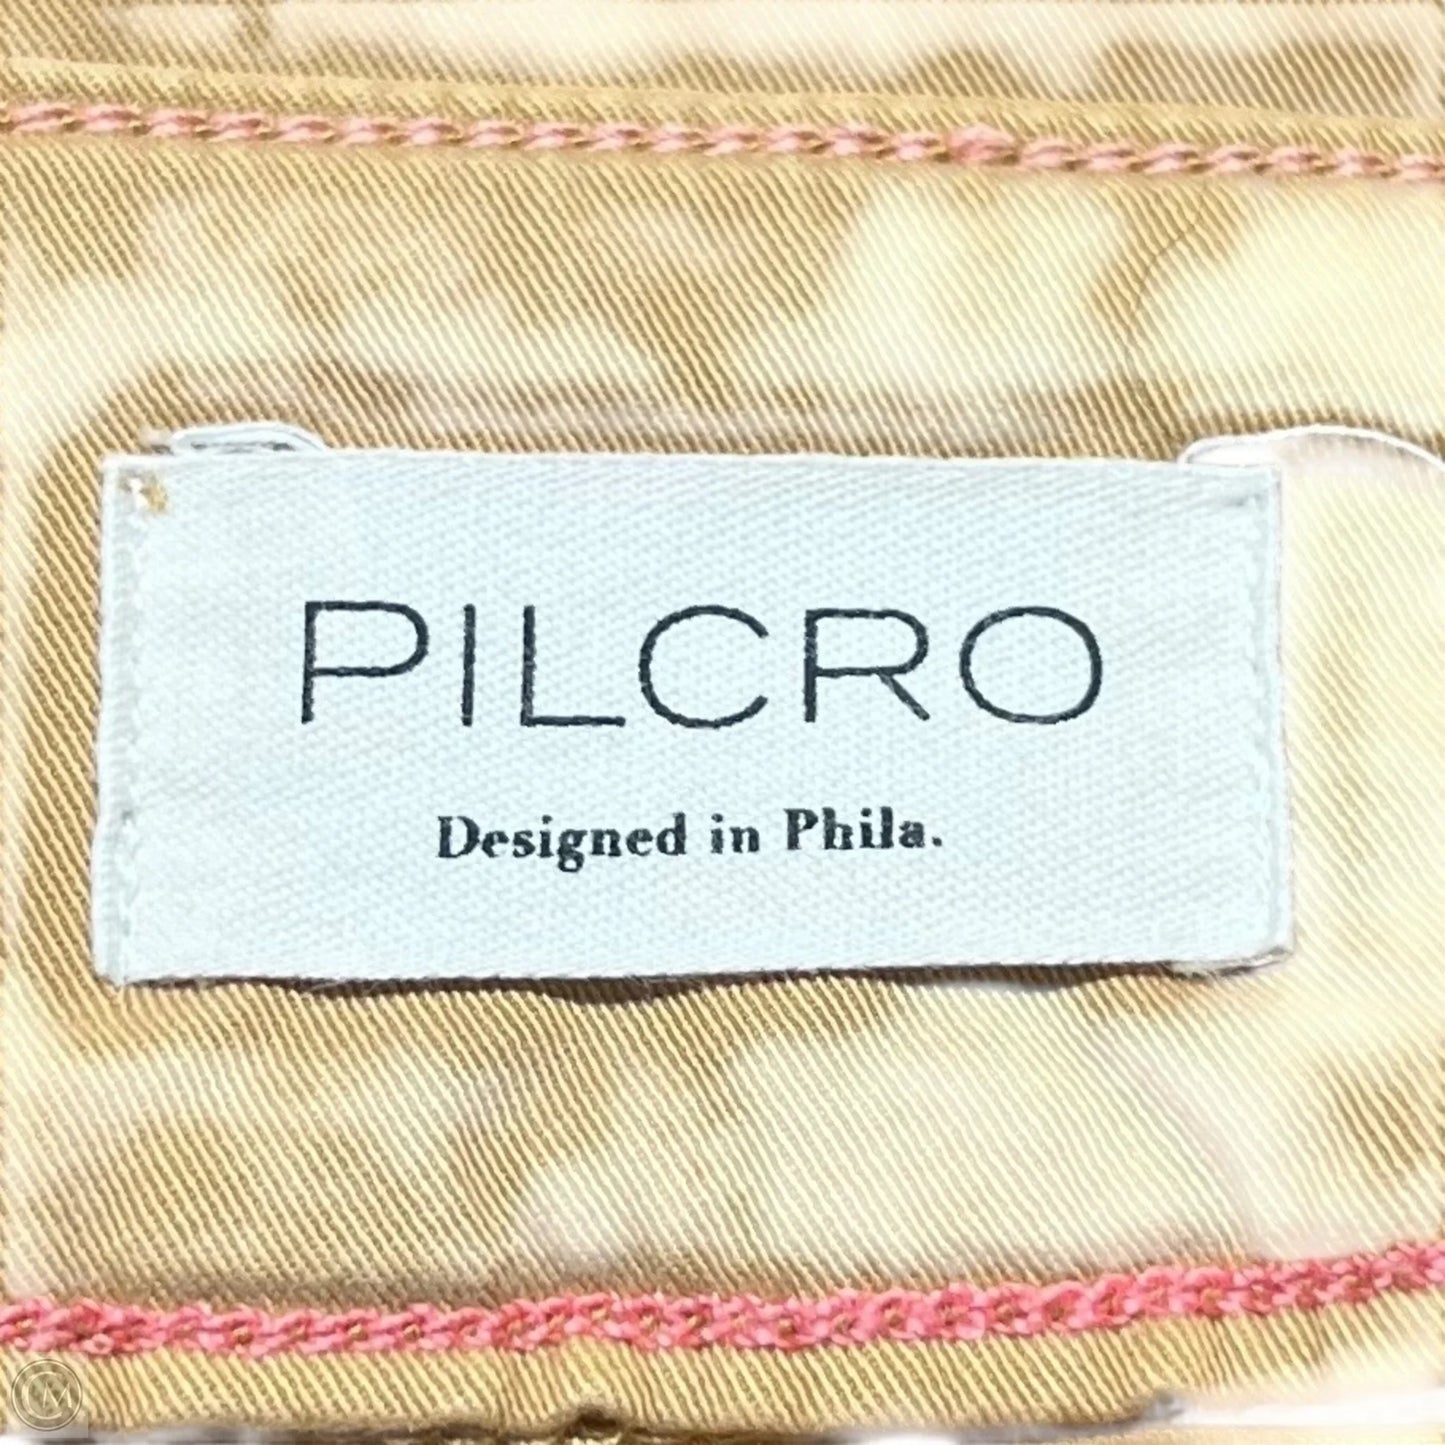 PILCRO
Designed in Phila.